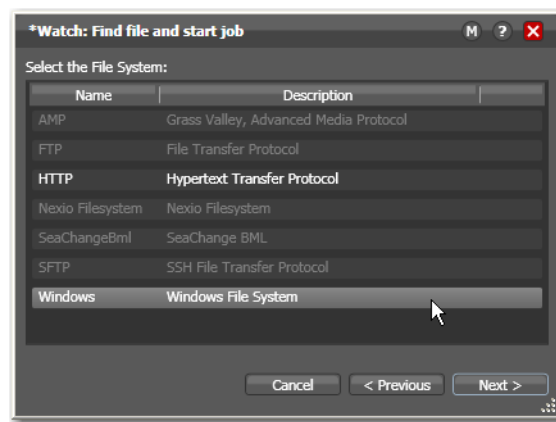 *Watch: Find file and start job M ? X
Select the File System:
Name Description
AMP Grass Valley, Advanced Media Protocol
FTP File Transfer Protocol
HTTP Hypertext Transfer Protocol
Nexio Filesystem Nexio Filesystem
SeaChangeBml SeaChange BML
SFTP SSH File Transfer Protocol
Windows Windows File System
Cancel < Previous Next >